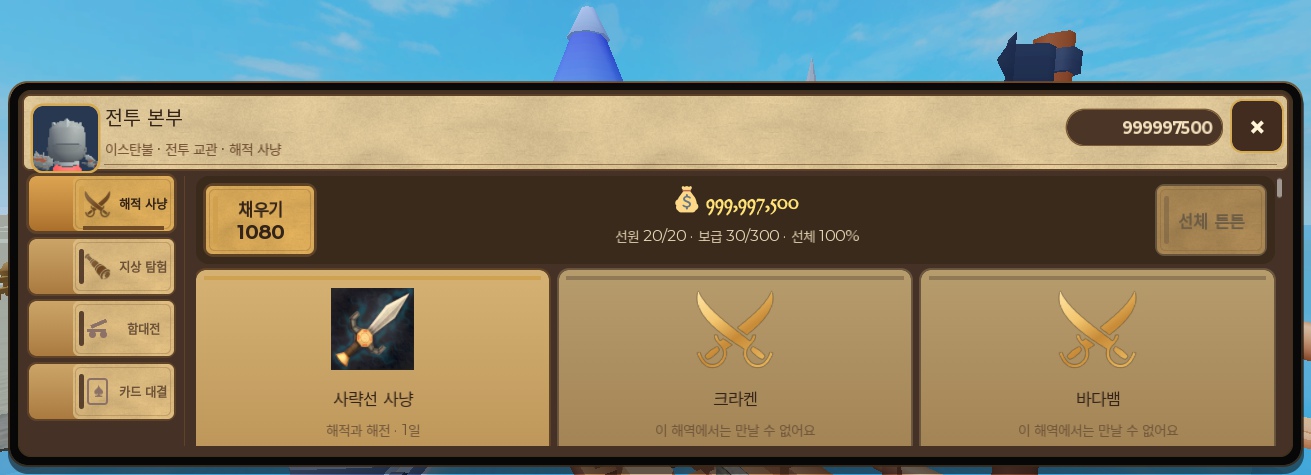 전투 본부
이스탄불 · 전투 교관 · 해적 사냥
999997500
×
해적 사냥
지상 탐험
함대전
카드 대결
채우기
1080
$ 999,997,500
선원 20/20 · 보급 30/300 · 선체 100%
선체 튼튼
사략선 사냥
해적과 해전 · 1일
크라켄
이 해역에서는 만날 수 없어요
바다뱀
이 해역에서는 만날 수 없어요